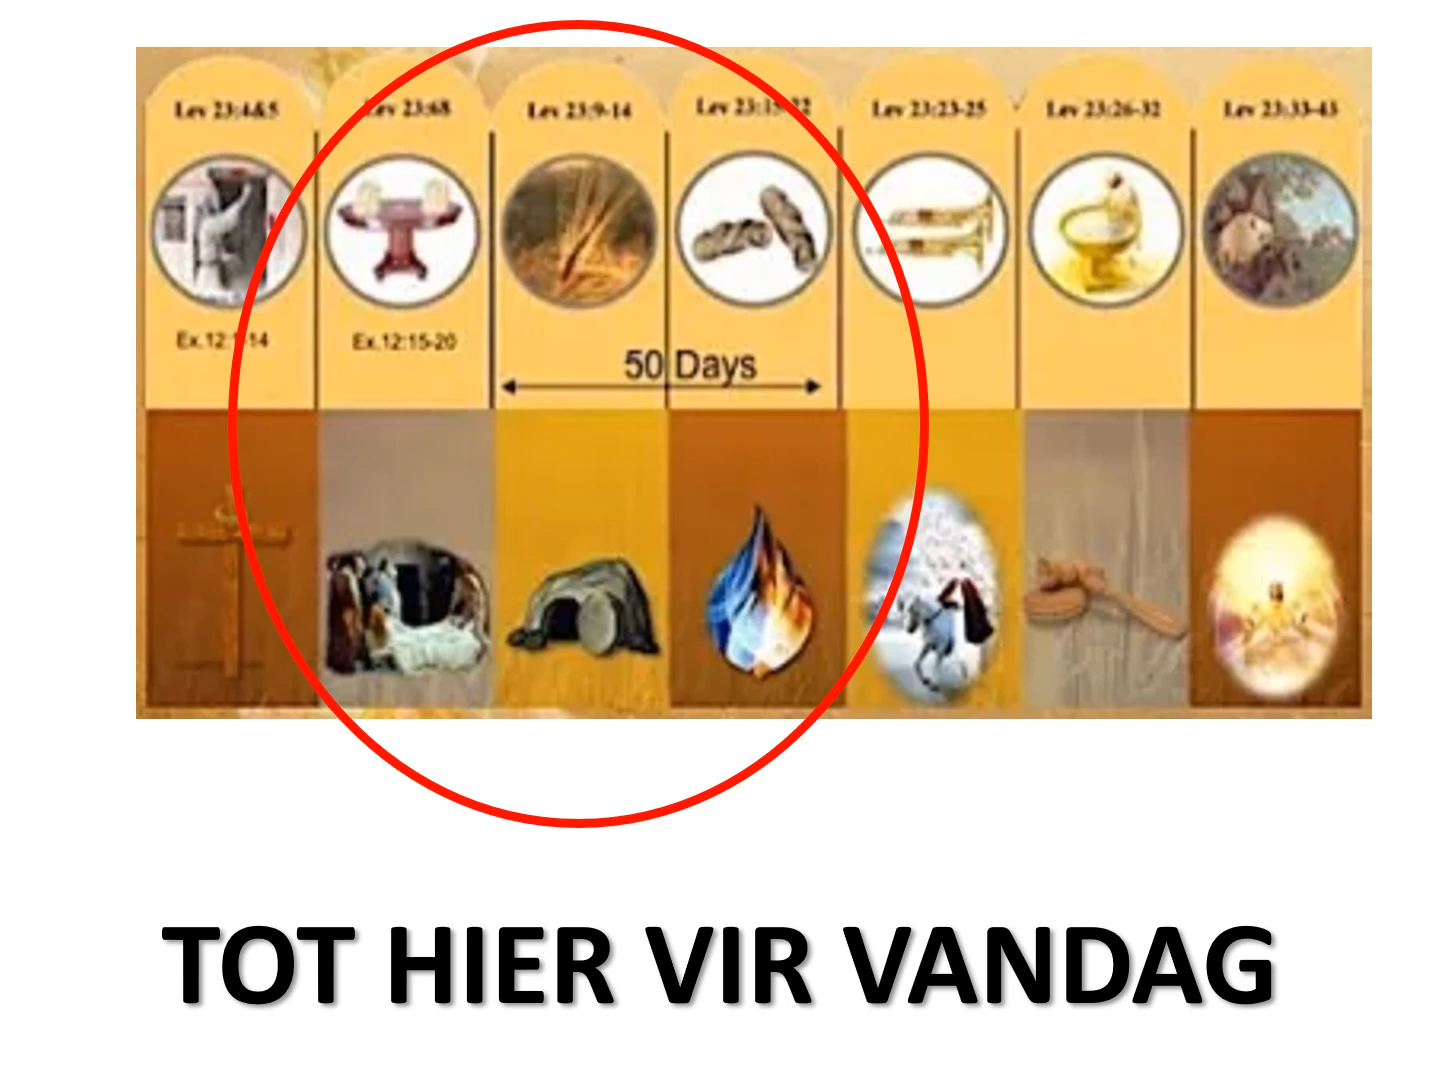 Lev 23:4&5 Lev 23:68 Lev 23:9-14 Lev 23:15-22 Lev 23:23-25 Lev 23:26-32 Lev 23:33-43
Ex.12:1-14 Ex.12:15-20
50 Days
TOT HIER VIR VANDAG